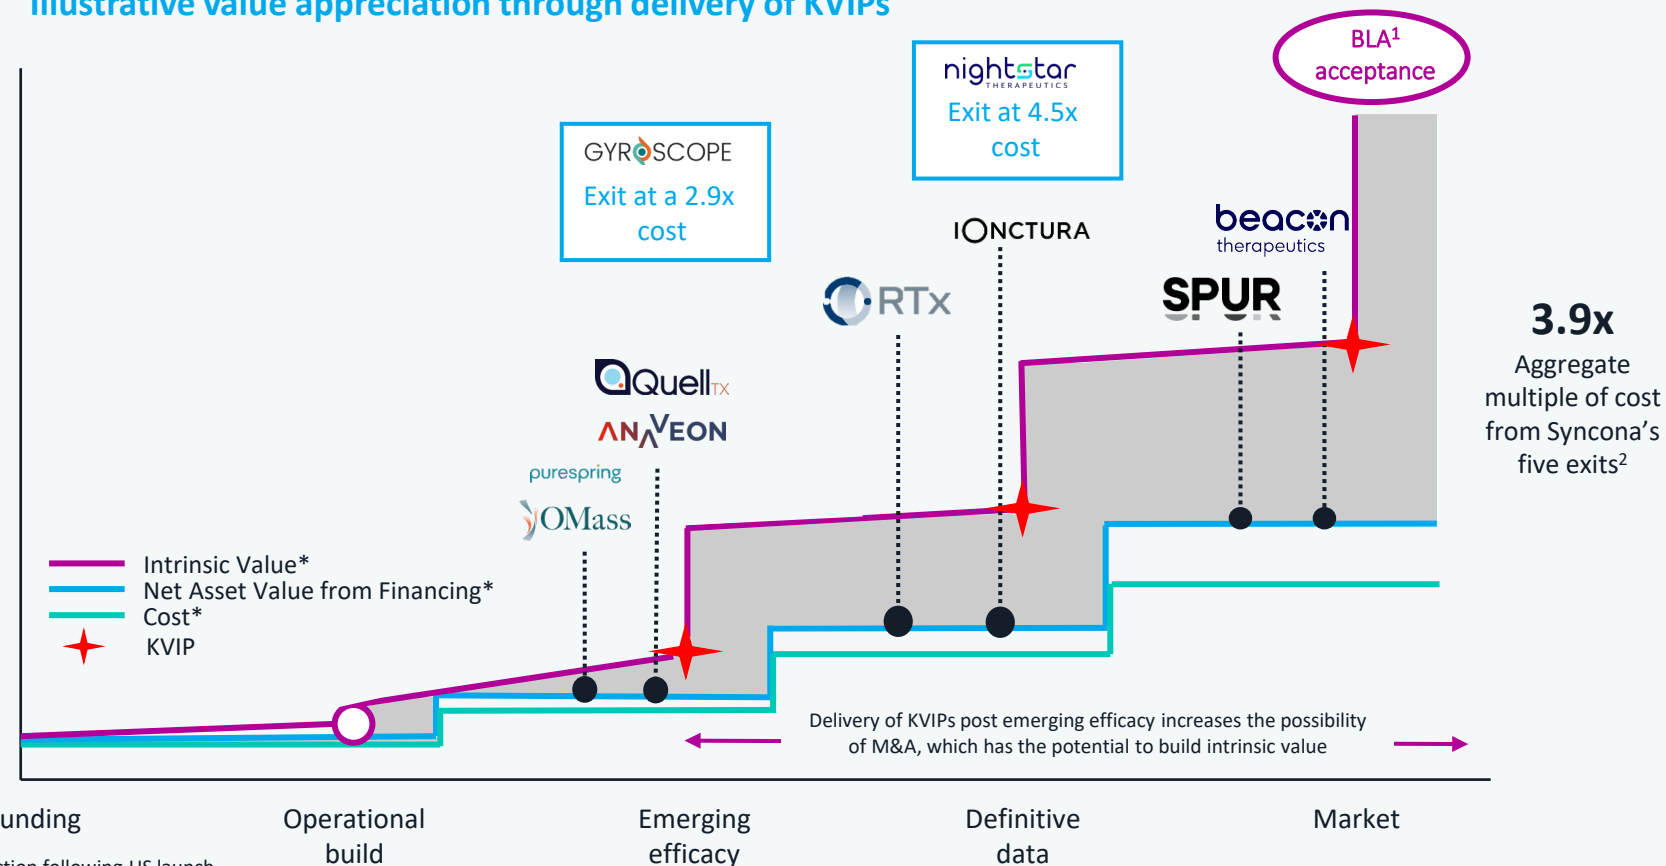 Illustrative value appreciation through delivery of KVIPs
BLA1
acceptance
nightstar
THERAPEUTICS
Exit at 4.5x
cost
GYROSCOPE
Exit at a 2.9x
cost
IONCTURA
beacon
therapeutics
RTx
SPUR
3.9x
Aggregate
multiple of cost
from Syncona's
five exits2
Quell TX
ANAVEON
purespring
OMass
Intrinsic Value*
Net Asset Value from Financing*
Cost*
KVIP
Delivery of KVIPs post emerging efficacy increases the possibility
of M&A, which has the potential to build intrinsic value
unding
Operational
build
Emerging
efficacy
Definitive
data
Market